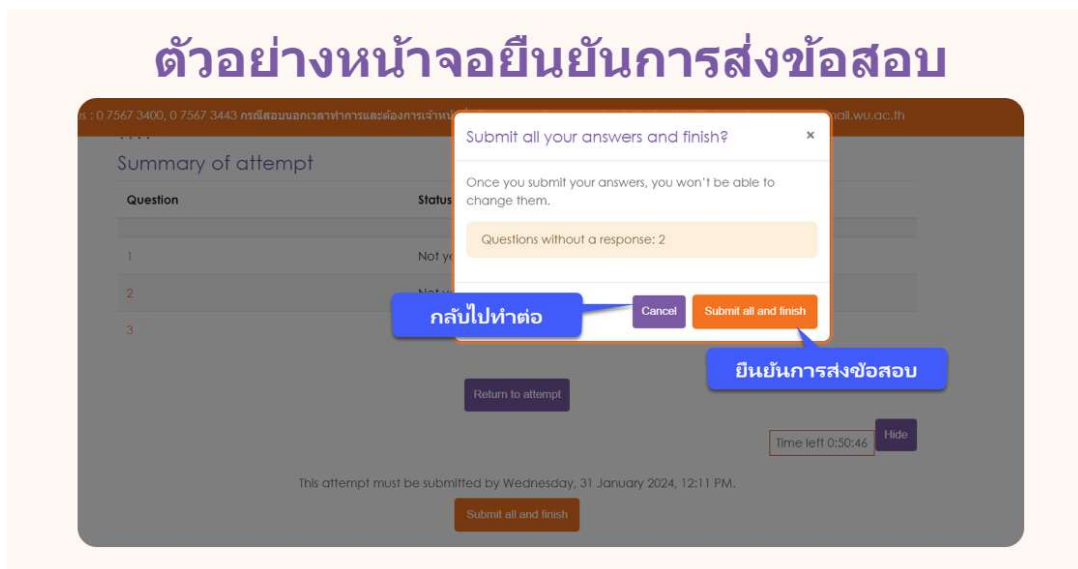 ตัวอย่างหน้าจอยืนยันการส่งข้อสอบ
: 0 7567 3400, 0 7567 3443 กรณีสอบนอกเวลาทำการและต้องการเจ้าหน้
mail.wu.ac.th
Submit all your answers and finish? ×
Summary of attempt
Once you submit your answers, you won't be able to
change them.
Question Status
Questions without a response: 2
1 Not ye
2
กลับไปทำต่อ Cancel Submit all and finish
3
ยืนยันการส่งข้อสอบ
Return to attempt
Time left 0:50:46 Hide
This attempt must be submitted by Wednesday, 31 January 2024, 12:11 PM.
Submit all and finish